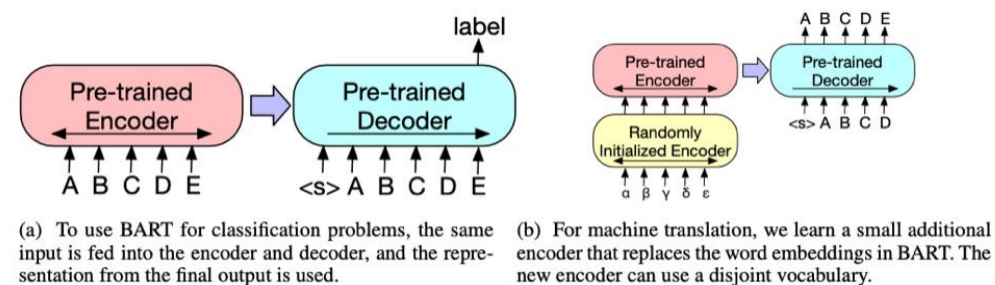 label
Pre-trained
Encoder
Pre-trained
Decoder
A B C D E
<s> A B C D E
(a) To use BART for classification problems, the same
input is fed into the encoder and decoder, and the repre-
sentation from the final output is used.
A B C D E
Pre-trained
Encoder
Pre-trained
Decoder
<s> A B C D
Randomly
Initialized Encoder
α β γ δ ε
(b) For machine translation, we learn a small additional
encoder that replaces the word embeddings in BART. The
new encoder can use a disjoint vocabulary.